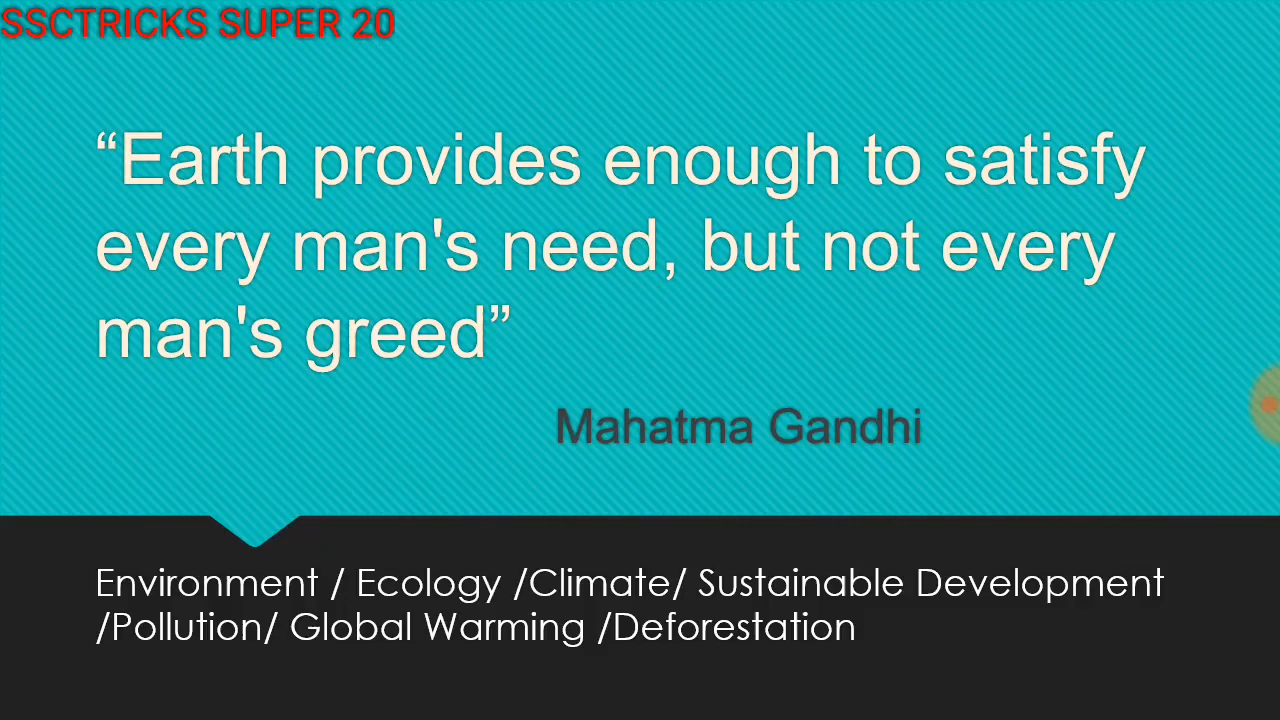 SSCTRICKS SUPER 20
“Earth provides enough to satisfy
every man's need, but not every
man's greed”
Mahatma Gandhi
Environment / Ecology /Climate/ Sustainable Development
/Pollution/ Global Warming /Deforestation